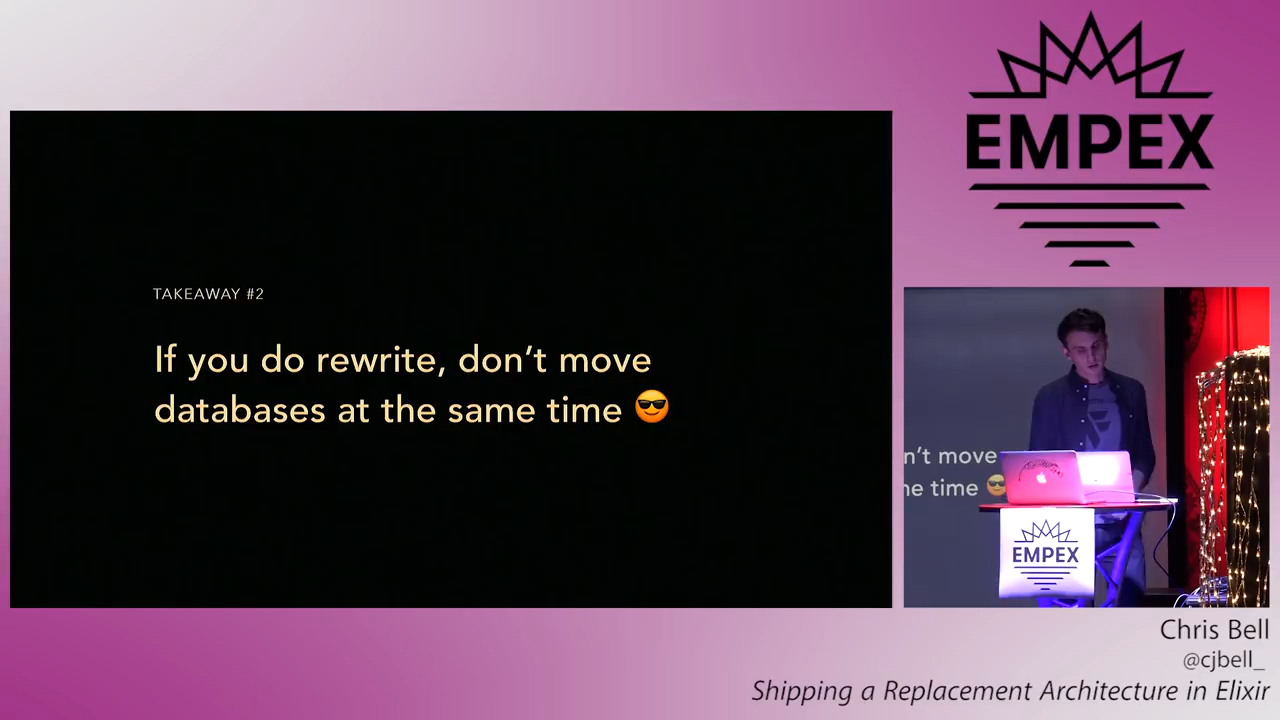 TAKEAWAY #2
If you do rewrite, don’t move
databases at the same time 😎
EMPEX
n’t move
ne time
EMPEX
Chris Bell
@cjbell_
Shipping a Replacement Architecture in Elixir